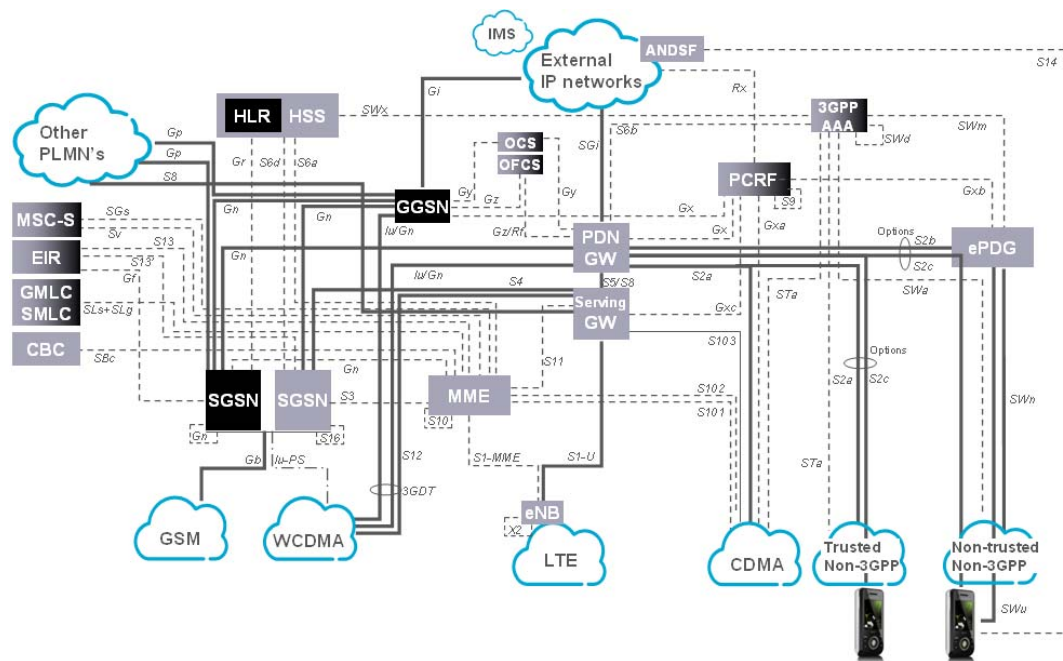 IMS
ANDSF
External
IP networks
S14
Gi
Rx
HLR
HSS
SWx
3GPP
AAA
S6b
SWm
SWd
Other
PLMN's
Gp
Gp
S8
SGi
OCS
OFCS
Gr
S6d
S6a
PCRF
S9
Gxb
Gy
Gz
Gy
GGSN
Gx
Gxa
MSC-S
SGs
Sv
Gn
Gn
Iu/Gn
Gz/Rf
Gx
PDN
GW
Options
S2b
S2c
ePDG
EIR
S13
S13
Gf
Gn
Iu/Gn
S4
S5/S8
S2a
STa
SWa
GMLC
SMLC
SLs+SLg
Serving
GW
Gxc
S103
CBC
SBc
Gn
S11
Options
S2a
S2c
SGSN
SGSN
S3
MME
S10
S102
S101
SWn
Gn
S16
Gb
Iu-PS
S12
S1-MME
S1-U
STa
3GDT
eNB
X2
GSM
WCDMA
LTE
CDMA
Trusted
Non-3GPP
Non-trusted
Non-3GPP
SWu